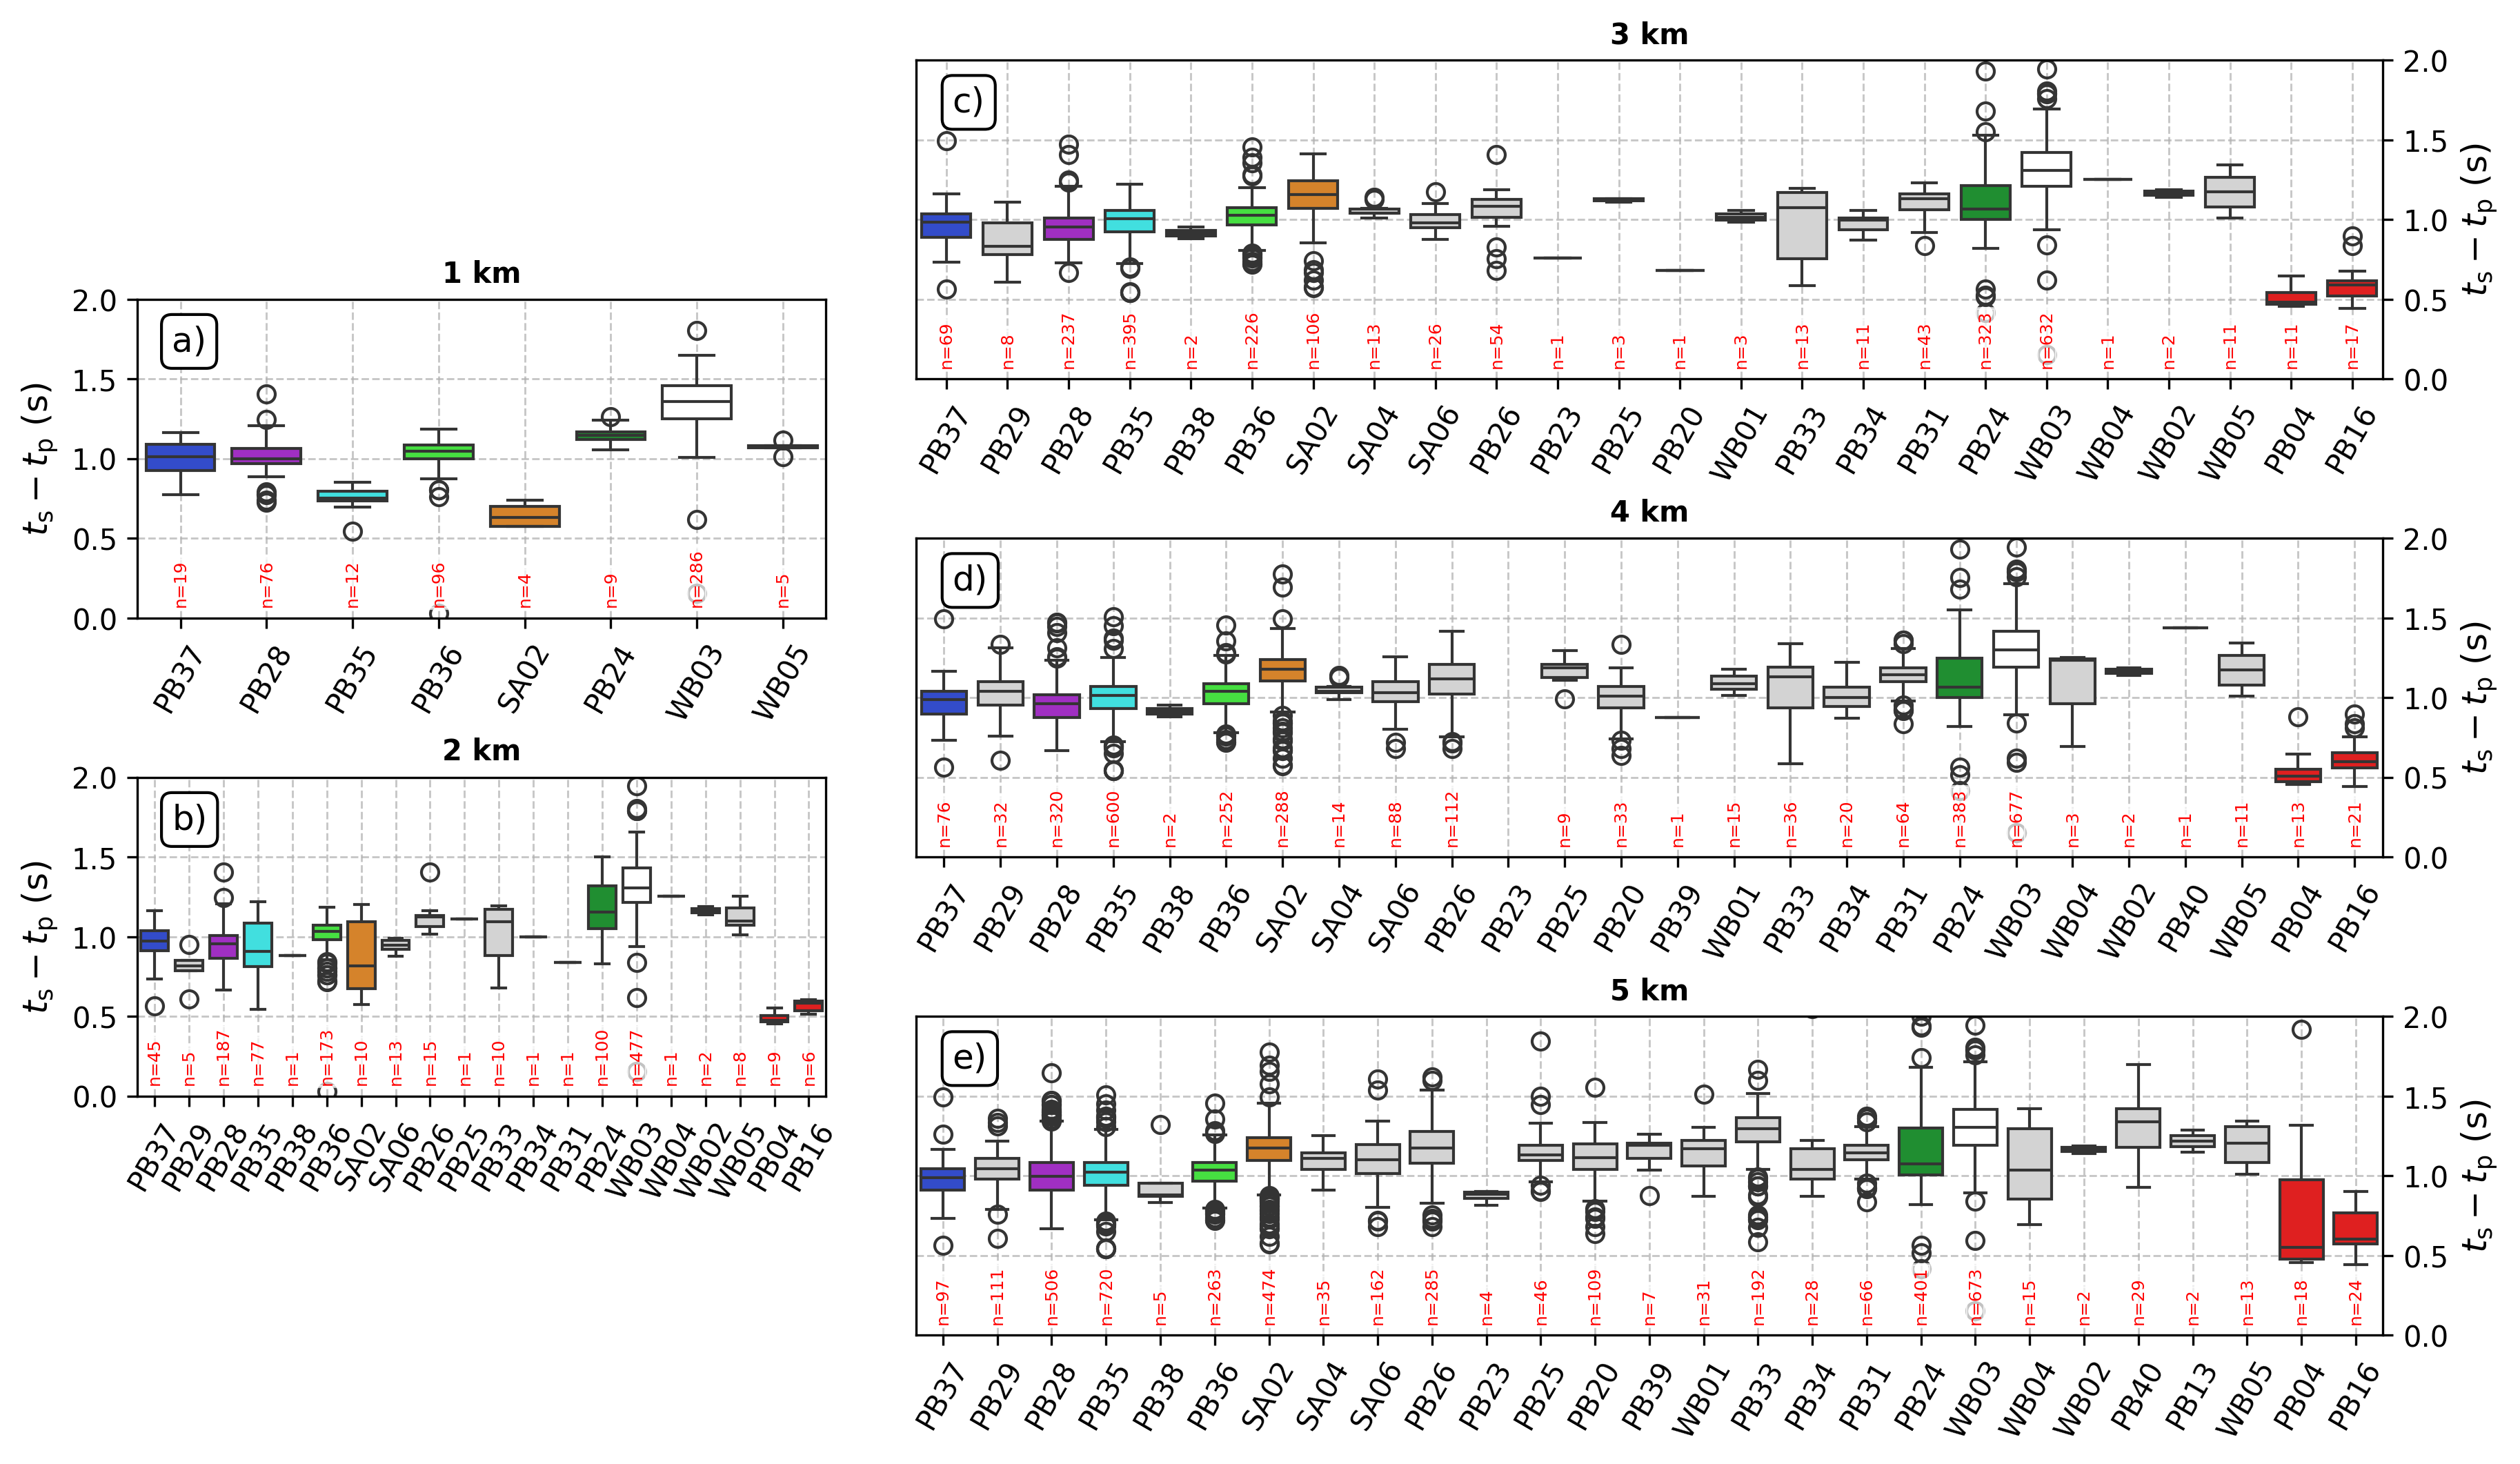 1 km
a)
t_s − t_p (s)
2.0
1.5
1.0
0.5
0.0
n=19 n=76 n=12 n=96 n=4 n=9 n=286 n=5
PB37 PB28 PB35 PB36 SA02 PB24 WB03 WB05
2 km
b)
t_s − t_p (s)
2.0
1.5
1.0
0.5
0.0
n=45 n=5 n=187 n=77 n=1 n=173 n=10 n=13 n=15 n=1 n=10 n=1 n=1 n=100 n=477 n=1 n=2 n=8 n=9 n=6
PB37 PB29 PB28 PB35 PB38 PB36 SA02 SA06 PB26 PB25 PB33 PB34 PB31 PB24 WB03 WB04 WB02 WB05 PB04 PB16
3 km
c)
2.0
1.5
1.0
0.5
0.0
t_s − t_p (s)
n=69 n=8 n=237 n=395 n=2 n=226 n=106 n=13 n=26 n=54 n=1 n=3 n=1 n=3 n=13 n=11 n=43 n=323 n=632 n=1 n=2 n=11 n=11 n=17
PB37 PB29 PB28 PB35 PB38 PB36 SA02 SA04 SA06 PB26 PB23 PB25 PB20 WB01 PB33 PB34 PB31 PB24 WB03 WB04 WB02 WB05 PB04 PB16
4 km
d)
2.0
1.5
1.0
0.5
0.0
t_s − t_p (s)
n=76 n=32 n=320 n=600 n=2 n=252 n=288 n=14 n=88 n=112 n=9 n=33 n=1 n=15 n=36 n=20 n=64 n=383 n=677 n=3 n=2 n=1 n=11 n=13 n=21
PB37 PB29 PB28 PB35 PB38 PB36 SA02 SA04 SA06 PB26 PB23 PB25 PB20 PB39 WB01 PB33 PB34 PB31 PB24 WB03 WB04 WB02 PB40 WB05 PB04 PB16
5 km
e)
2.0
1.5
1.0
0.5
0.0
t_s − t_p (s)
n=97 n=111 n=506 n=720 n=5 n=263 n=474 n=35 n=162 n=285 n=4 n=46 n=109 n=7 n=31 n=192 n=28 n=66 n=401 n=673 n=15 n=2 n=29 n=2 n=13 n=18 n=24
PB37 PB29 PB28 PB35 PB38 PB36 SA02 SA04 SA06 PB26 PB23 PB25 PB20 PB39 WB01 PB33 PB34 PB31 PB24 WB03 WB04 WB02 PB40 PB13 WB05 PB04 PB16